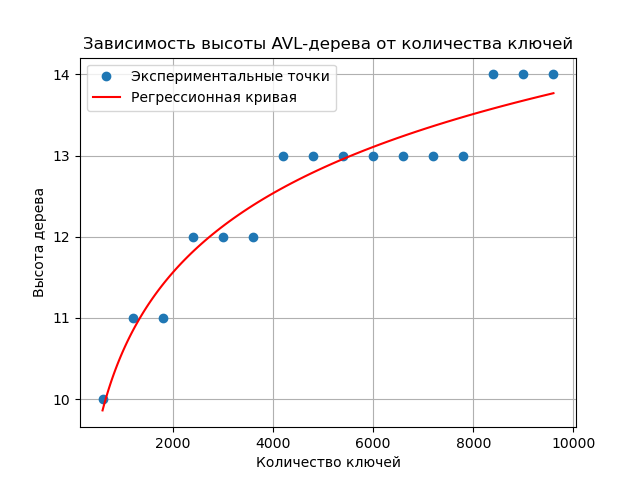 Зависимость высоты AVL-дерева от количества ключей
Экспериментальные точки
Регрессионная кривая
14
13
12
11
10
Высота дерева
2000
4000
6000
8000
10000
Количество ключей